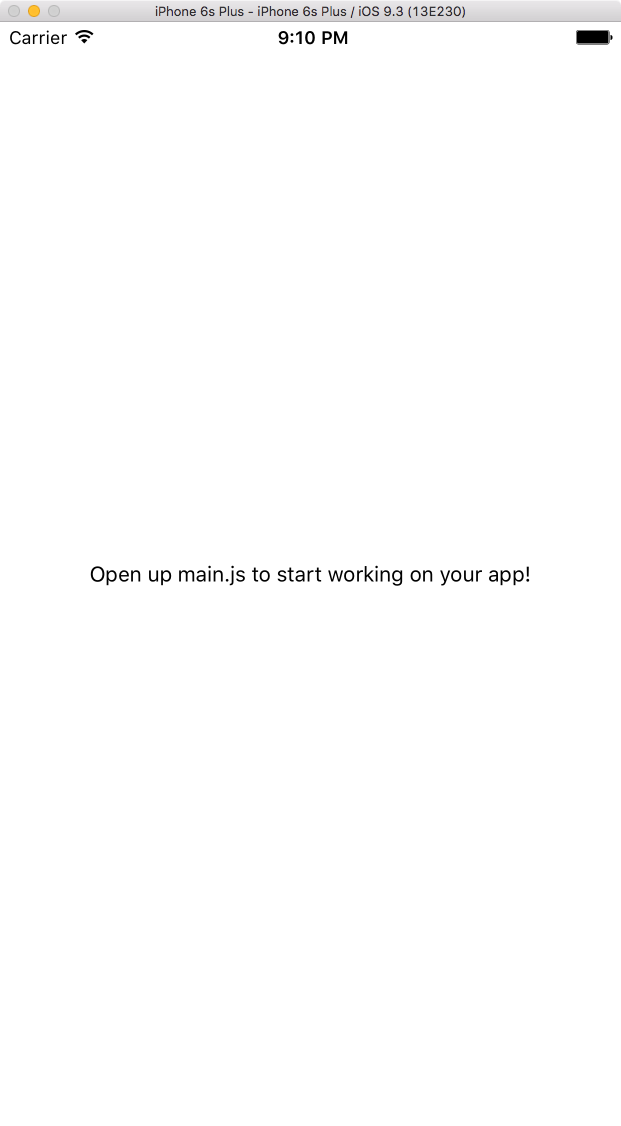 iPhone 6s Plus - iPhone 6s Plus / iOS 9.3 (13E230)
Carrier 9:10 PM
Open up main.js to start working on your app!